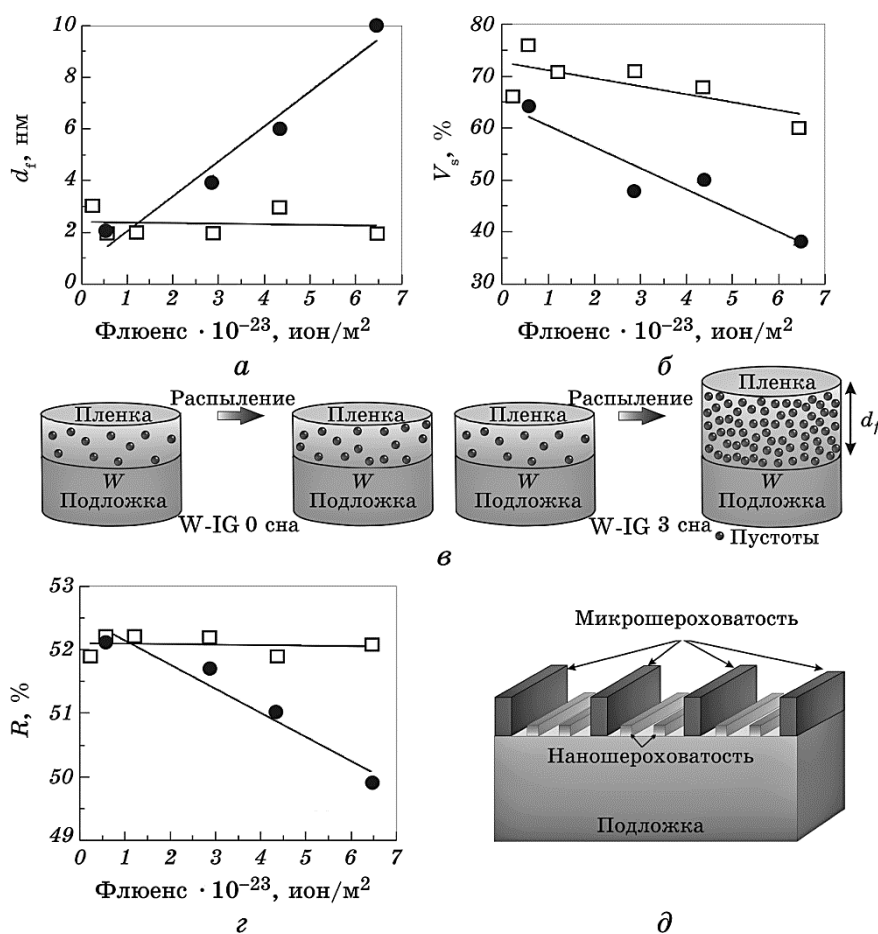 10
8
6
4
2
0
d_f, нм
0 1 2 3 4 5 6 7
Флюенс · 10⁻²³, ион/м²
а
80
70
60
50
40
30
V_s, %
0 1 2 3 4 5 6 7
Флюенс · 10⁻²³, ион/м²
б
Распыление
Распыление
Пленка
Пленка
Пленка
Пленка
d_f
W
W
W
W
Подложка
Подложка
Подложка
Подложка
W-IG 0 сна
W-IG 3 сна
Пустоты
в
53
52
51
50
49
R, %
0 1 2 3 4 5 6 7
Флюенс · 10⁻²³, ион/м²
г
Микрошероховатость
Наношероховатость
Подложка
д